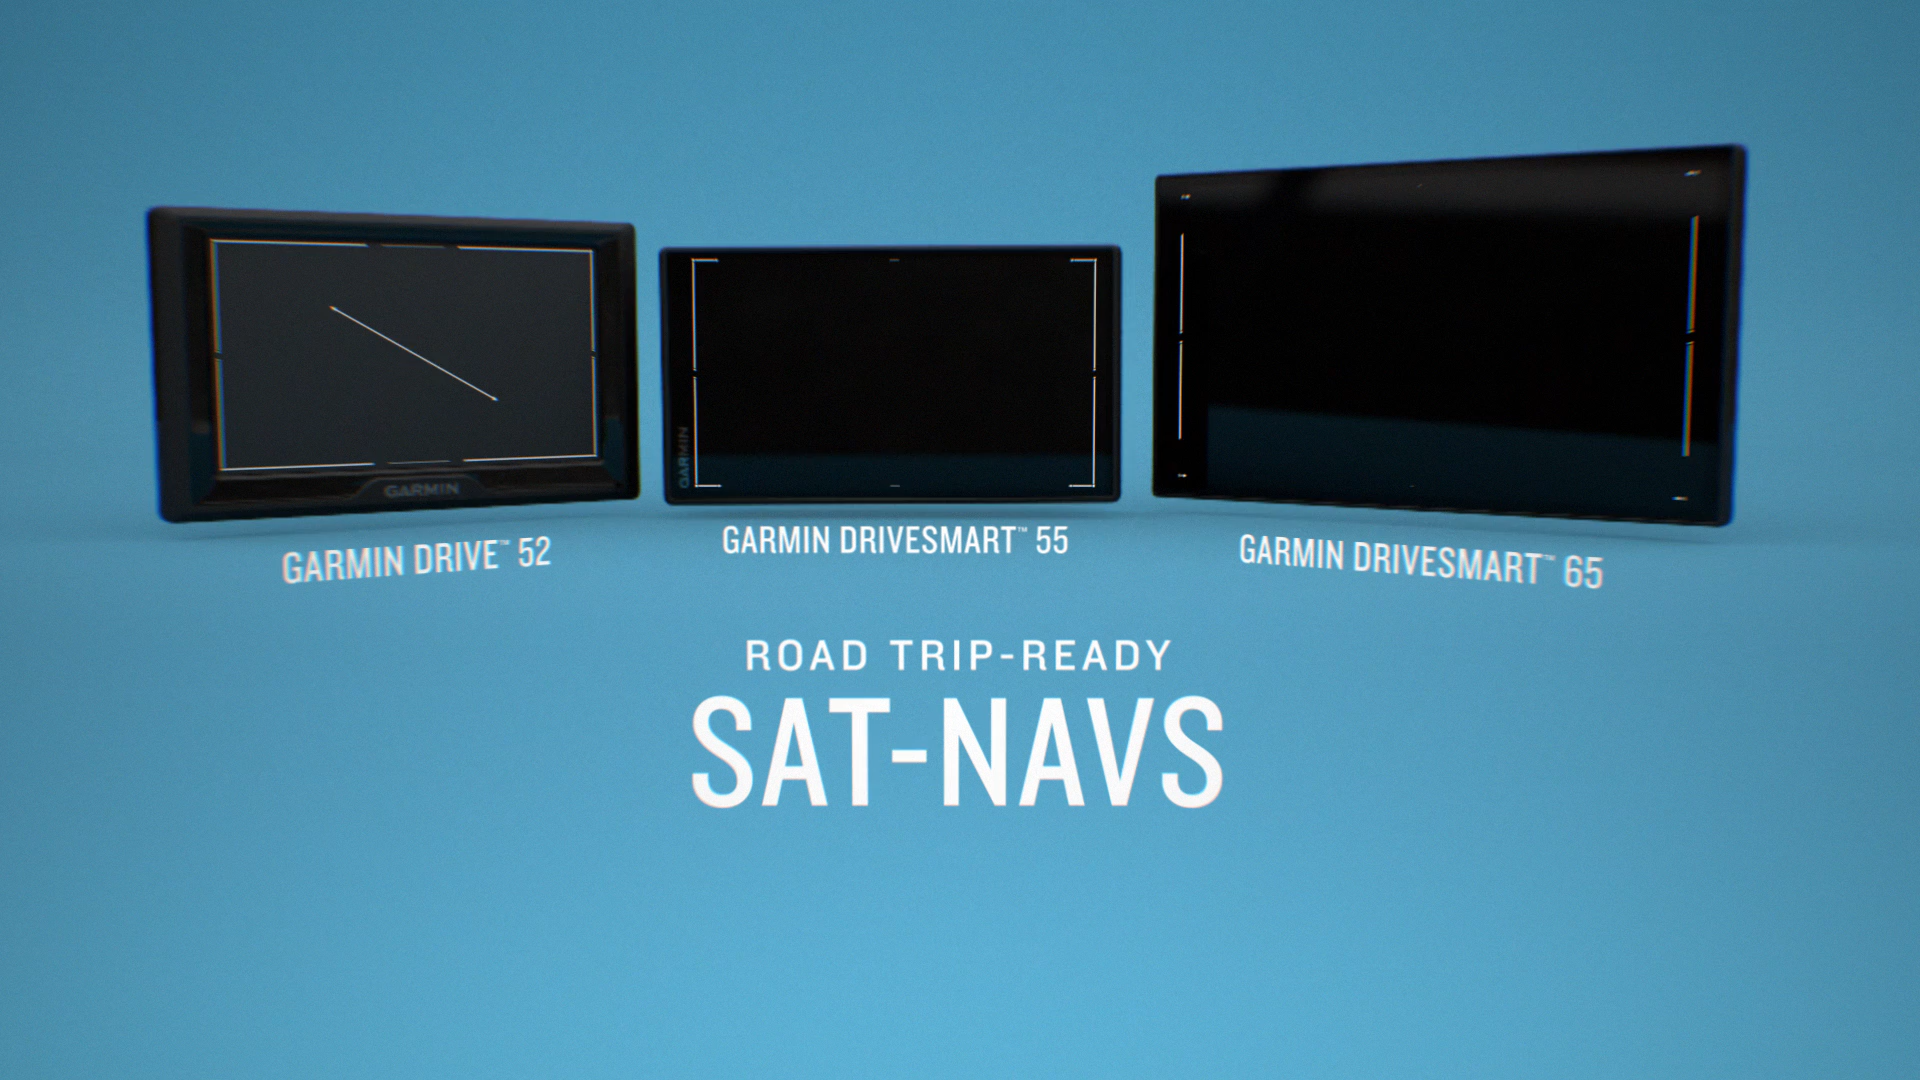 GARMIN
GARMIN
GARMIN DRIVE™ 52
GARMIN DRIVESMART™ 55
GARMIN DRIVESMART™ 65
ROAD TRIP-READY
SAT-NAVS